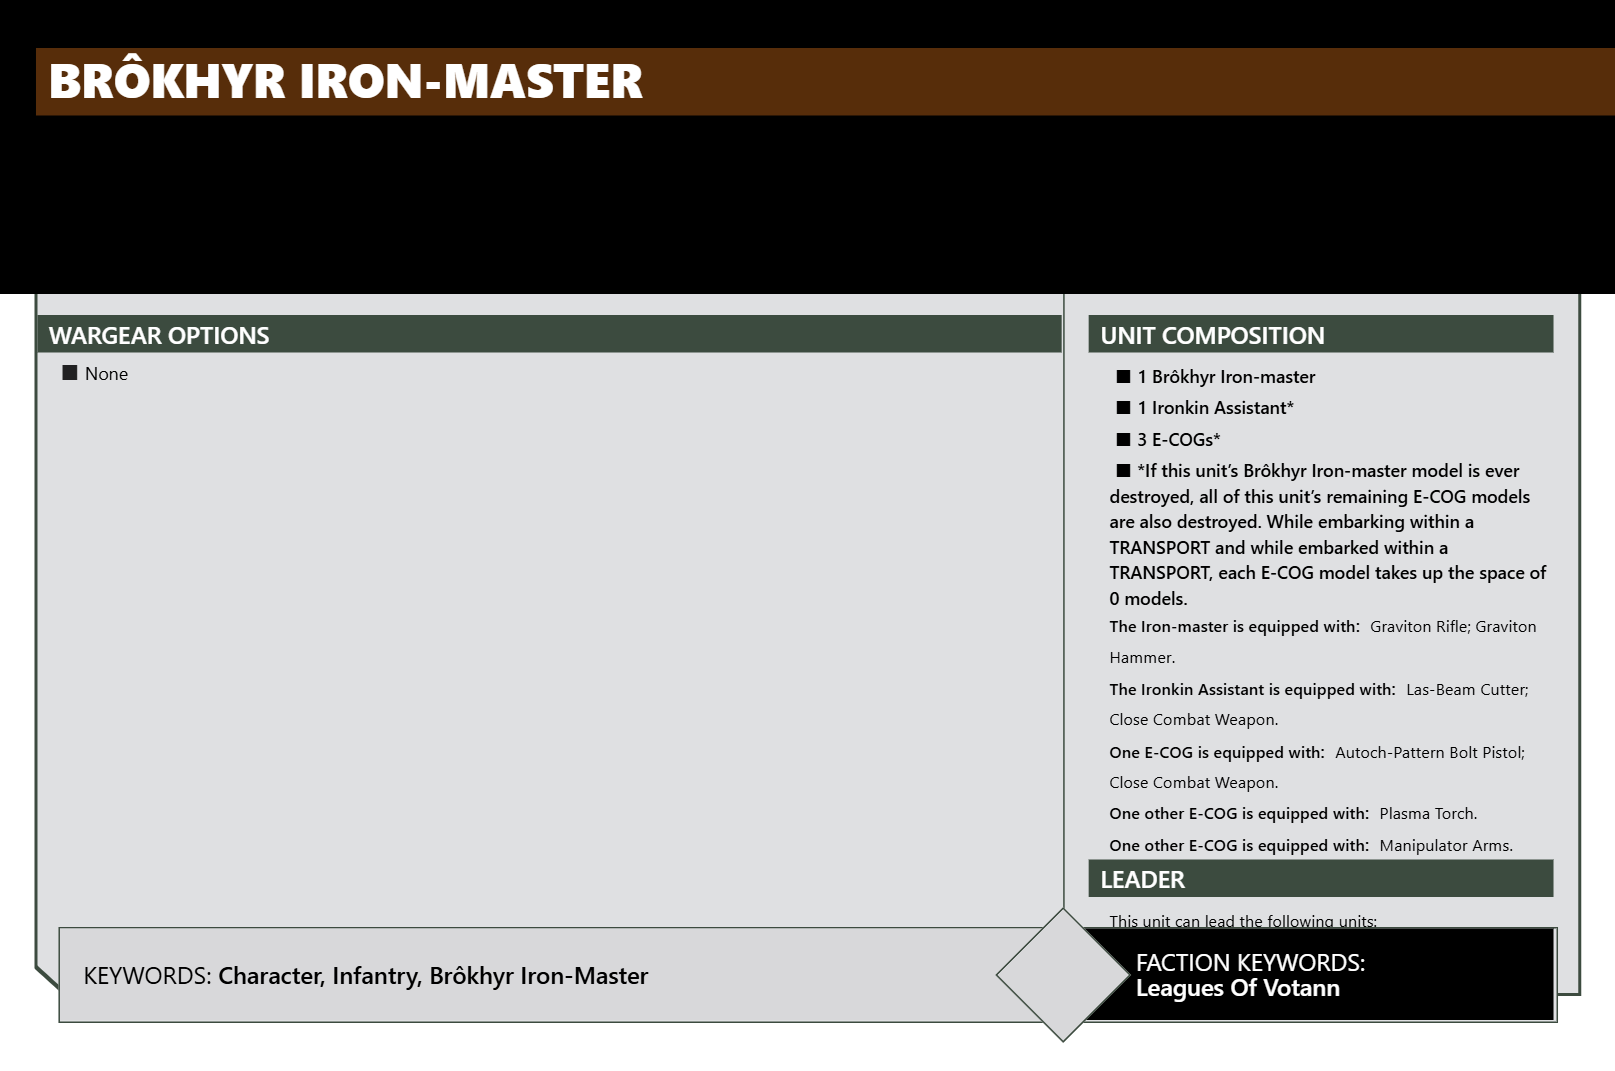 BRÔKHYR IRON-MASTER
WARGEAR OPTIONS
■ None
UNIT COMPOSITION
■ 1 Brôkhyr Iron-master
■ 1 Ironkin Assistant*
■ 3 E-COGs*
■ *If this unit’s Brôkhyr Iron-master model is ever
destroyed, all of this unit’s remaining E-COG models
are also destroyed. While embarking within a
TRANSPORT and while embarked within a
TRANSPORT, each E-COG model takes up the space of
0 models.
The Iron-master is equipped with: Graviton Rifle; Graviton
Hammer.
The Ironkin Assistant is equipped with: Las-Beam Cutter;
Close Combat Weapon.
One E-COG is equipped with: Autoch-Pattern Bolt Pistol;
Close Combat Weapon.
One other E-COG is equipped with: Plasma Torch.
One other E-COG is equipped with: Manipulator Arms.
LEADER
This unit can lead the following units:
KEYWORDS: Character, Infantry, Brôkhyr Iron-Master
FACTION KEYWORDS:
Leagues Of Votann